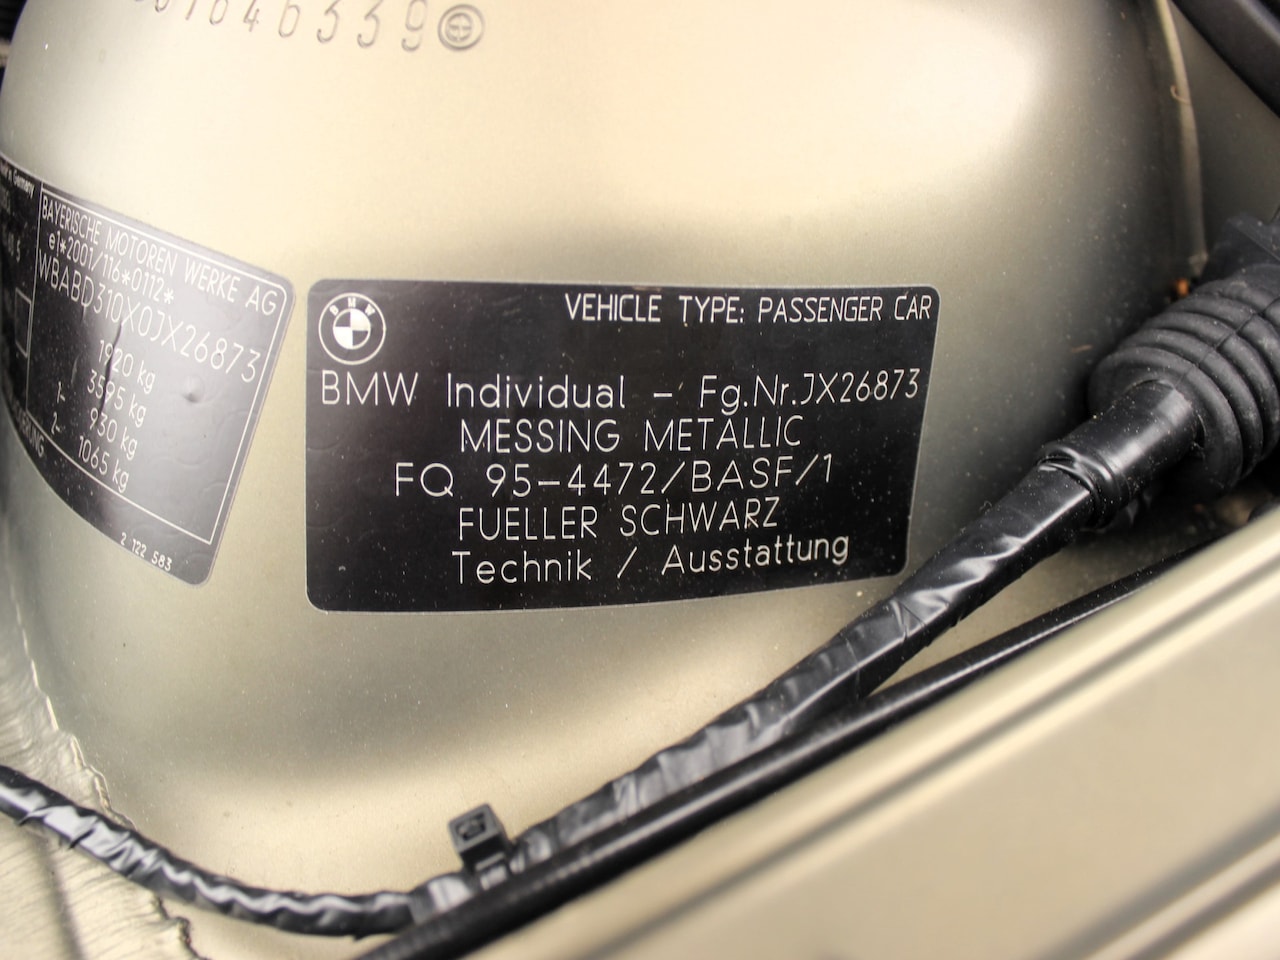 646339
BAYERISCHE MOTOREN WERKE AG
e1*2001/116*0112*
WBABD310X0JX26873
1920 kg
3595 kg
1- 930 kg
2- 1065 kg
2 122 583
BMW
VEHICLE TYPE: PASSENGER CAR
BMW Individual - Fg.Nr.JX26873
MESSING METALLIC
FQ 95-4472/BASF/1
FUELLER SCHWARZ
Technik / Ausstattung